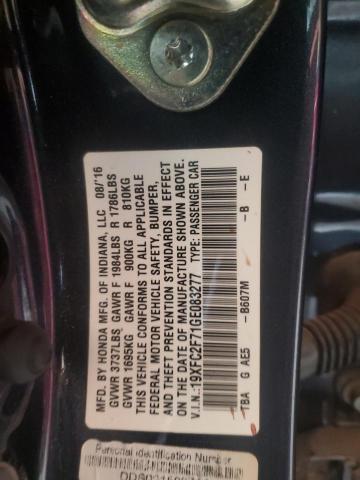 MFD. BY HONDA MFG. OF INDIANA, LLC 08/16
GVWR 3737LBS GAWR F 1984LBS R 1786LBS
GVWR 1695KG GAWR F 900KG R 810KG
THIS VEHICLE CONFORMS TO ALL APPLICABLE
FEDERAL MOTOR VEHICLE SAFETY, BUMPER,
AND THEFT PREVENTION STANDARDS IN EFFECT
ON THE DATE OF MANUFACTURE SHOWN ABOVE.
V.I.N.:19XFC2F71GE083277 TYPE: PASSENGER CAR
TBA G AE5 -B607M -B -E
Personal Identification Number